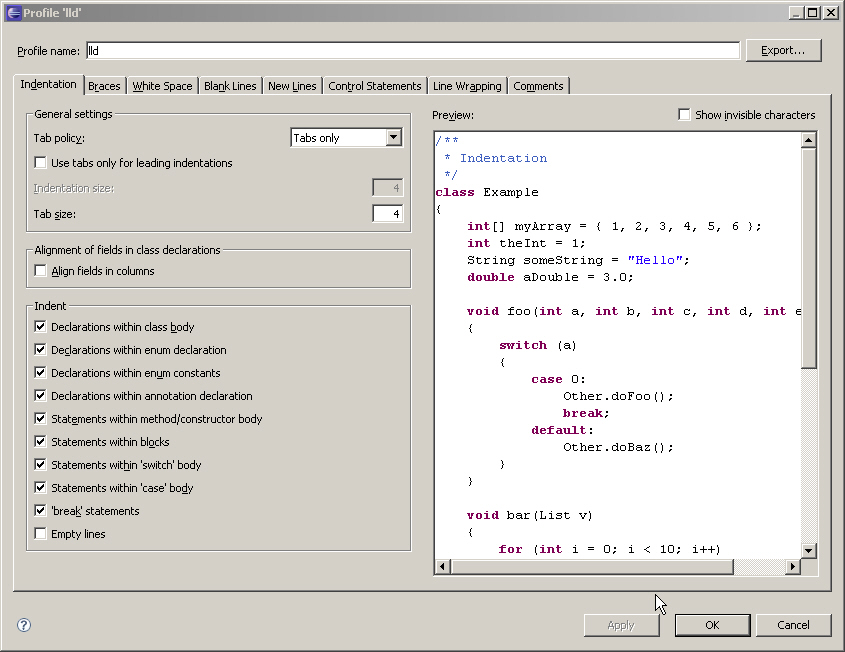 Profile 'lld'
Profile name: lld Export...
Indentation Braces White Space Blank Lines New Lines Control Statements Line Wrapping Comments
General settings
Tab policy: Tabs only
Use tabs only for leading indentations
Indentation size: 4
Tab size: 4
Alignment of fields in class declarations
Align fields in columns
Indent
Declarations within class body
Declarations within enum declaration
Declarations within enum constants
Declarations within annotation declaration
Statements within method/constructor body
Statements within blocks
Statements within 'switch' body
Statements within 'case' body
'break' statements
Empty lines
Preview: Show invisible characters
/**
 * Indentation
 */
class Example
{
    int[] myArray = { 1, 2, 3, 4, 5, 6 };
    int theInt = 1;
    String someString = "Hello";
    double aDouble = 3.0;
    void foo(int a, int b, int c, int d, int e
    {
        switch (a)
        {
            case 0:
                Other.doFoo();
                break;
            default:
                Other.doBaz();
        }
    }
    void bar(List v)
    {
        for (int i = 0; i < 10; i++)
? Apply OK Cancel